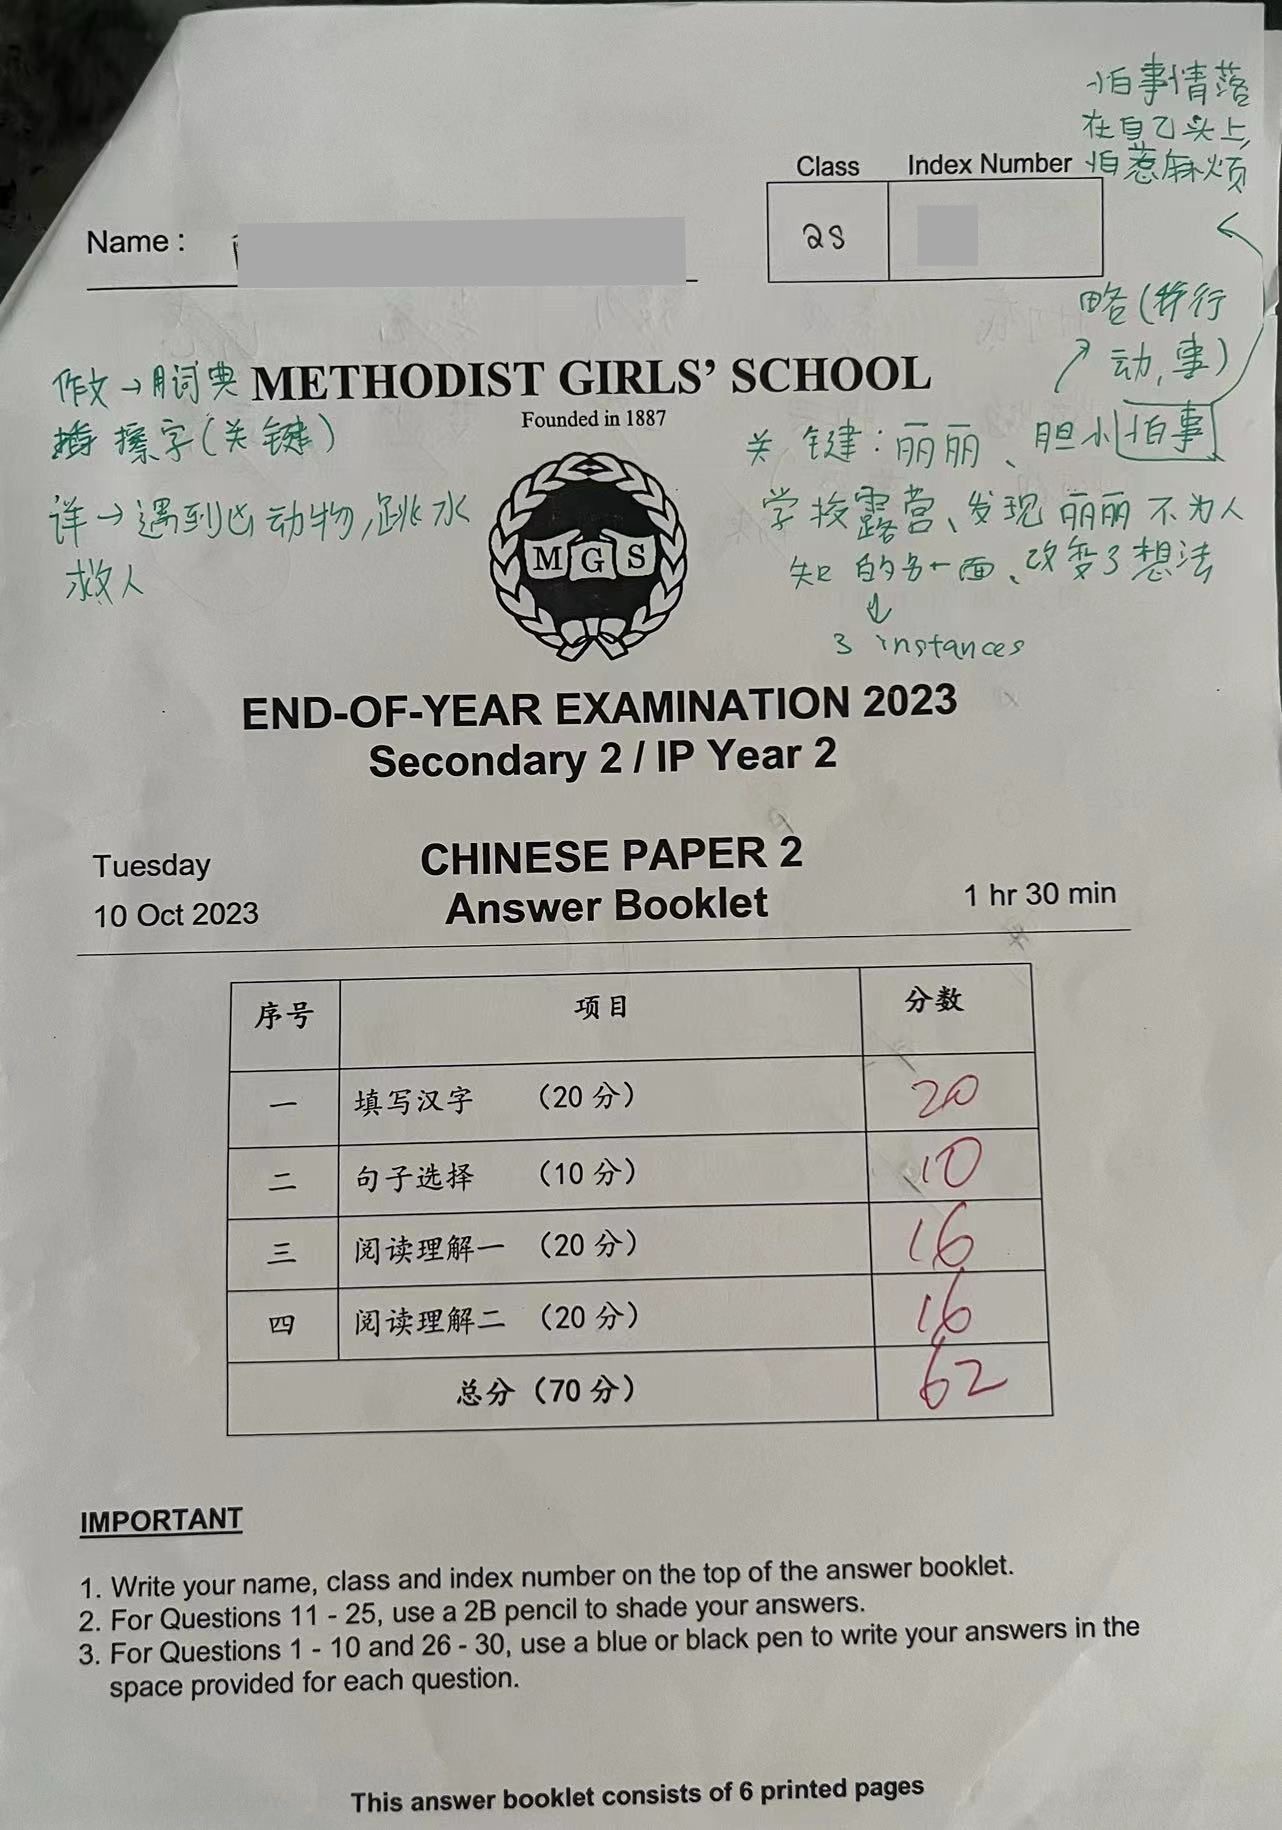 怕事情落
在自己头上,
怕惹麻烦
Class
Index Number
Name :
2S
略(
动,事)
作文→用词典
METHODIST GIRLS' SCHOOL
Founded in 1887
擦字(关键)
关键:丽丽、胆小怕事
详→遇到凶动物,跳水
救人
学校露营、发现丽丽不为人
知的另一面、改变了想法
↓
3 instances
MGS
END-OF-YEAR EXAMINATION 2023
Secondary 2 / IP Year 2
Tuesday
10 Oct 2023
CHINESE PAPER 2
Answer Booklet
1 hr 30 min
序号 项目 分数
一 填写汉字 (20 分) 20
二 句子选择 (10 分) 10
三 阅读理解一 (20 分) 16
四 阅读理解二 (20 分) 16
总分(70 分) 62
IMPORTANT
1. Write your name, class and index number on the top of the answer booklet.
2. For Questions 11 - 25, use a 2B pencil to shade your answers.
3. For Questions 1 - 10 and 26 - 30, use a blue or black pen to write your answers in the
space provided for each question.
This answer booklet consists of 6 printed pages